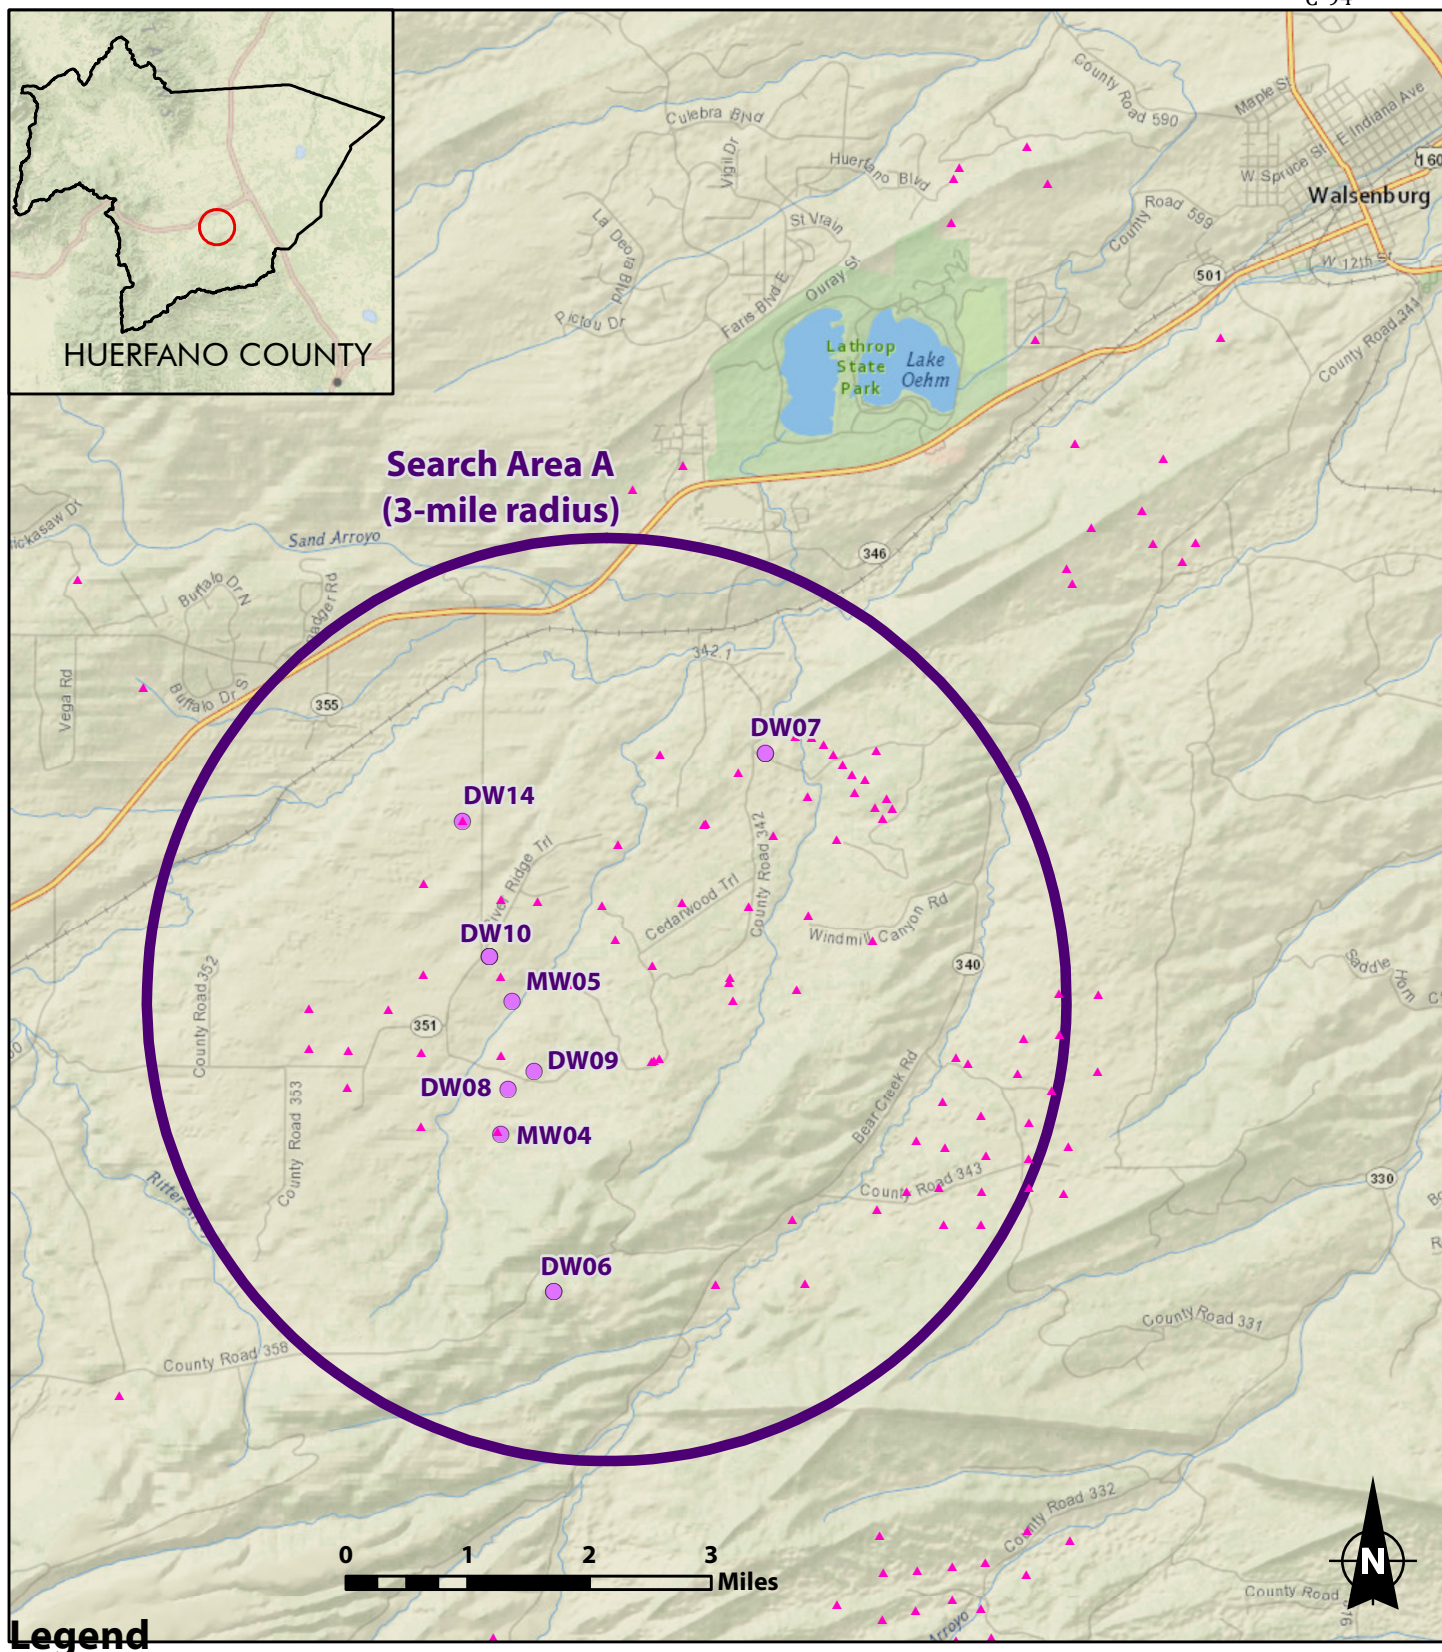 C-94
HUERFANO COUNTY
County Road 590
Culebra Blvd
Vigil Dr
Huerfano Blvd
Maple St
E Indiana Ave
W Spruce St
160
Walsenburg
La Deora Blvd
St Vrain
County Road 599
W 12th St
501
Ouray St
Faris Blvd E
Pictou Dr
County Road 341
Lathrop
State
Park
Lake
Oehm
Search Area A
(3-mile radius)
ickasaw Dr
Sand Arroyo
346
Buffalo Dr N
adger Rd
342.1
Vega Rd
Buffalo Dr S
355
DW07
DW14
County Road 342
Ridge Trl
Cedarwood Trl
Windmill Canyon Rd
DW10
340
County Road 352
Saddle Horn
MW05
351
DW09
DW08
Bear Creek Rd
County Road 353
MW04
County Road 343
330
Ritter
DW06
County Road 331
County Road 358
County Road 332
0 1 2 3
Miles
N
County Road
Arroyo
Legend